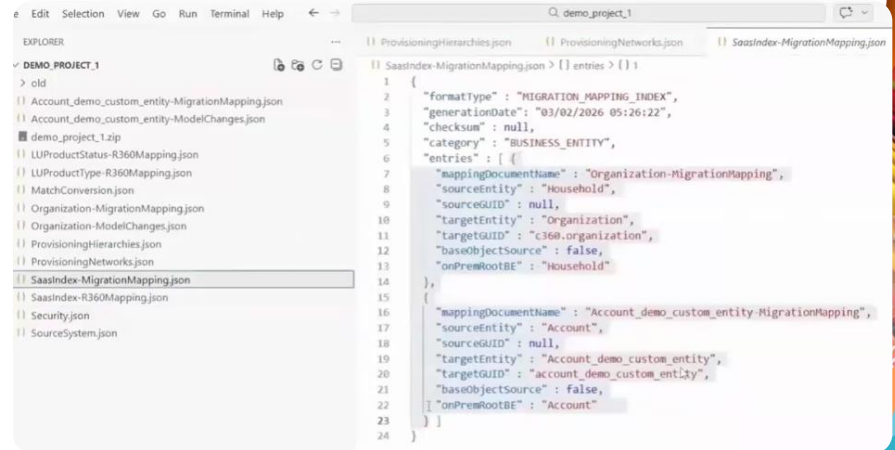 e Edit Selection View Go Run Terminal Help ← →
demo_project_1
EXPLORER ...
DEMO_PROJECT_1
> old
{} Account_demo_custom_entity-MigrationMapping.json
{} Account_demo_custom_entity-ModelChanges.json
demo_project_1.zip
{} LUProductStatus-R360Mapping.json
{} LUProductType-R360Mapping.json
{} MatchConversion.json
{} Organization-MigrationMapping.json
{} Organization-ModelChanges.json
{} ProvisioningHierarchies.json
{} ProvisioningNetworks.json
{} SaasIndex-MigrationMapping.json
{} SaasIndex-R360Mapping.json
{} Security.json
{} SourceSystem.json
{} ProvisioningHierarchies.json {} ProvisioningNetworks.json {} SaasIndex-MigrationMapping.json
{} SaasIndex-MigrationMapping.json > [ ] entries > {} 1
1 {
2 "formatType" : "MIGRATION_MAPPING_INDEX",
3 "generationDate": "03/02/2026 05:26:22",
4 "checksum" : null,
5 "category" : "BUSINESS_ENTITY",
6 "entries" : [ {
7 "mappingDocumentName" : "Organization-MigrationMapping",
8 "sourceEntity" : "Household",
9 "sourceGUID" : null,
10 "targetEntity" : "Organization",
11 "targetGUID" : "c360.organization",
12 "baseObjectSource" : false,
13 "onPremRootBE" : "Household"
14 },
15 {
16 "mappingDocumentName" : "Account_demo_custom_entity-MigrationMapping",
17 "sourceEntity" : "Account",
18 "sourceGUID" : null,
19 "targetEntity" : "Account_demo_custom_entity",
20 "targetGUID" : "account_demo_custom_entity",
21 "baseObjectSource" : false,
22 "onPremRootBE" : "Account"
23 } ]
24 }